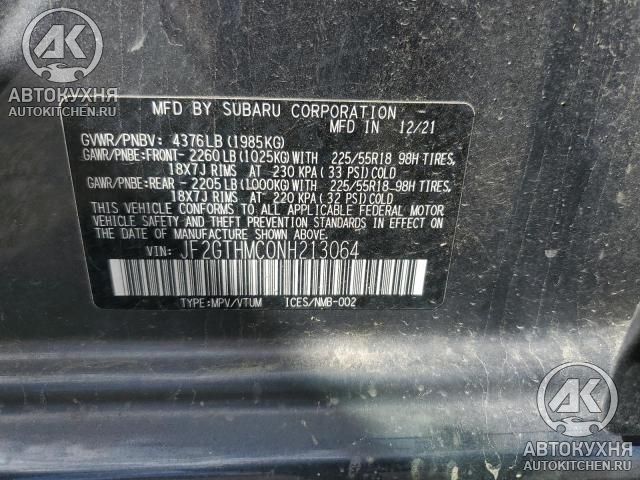 АК
АВТОКУХНЯ
AUTOKITCHEN.RU
MFD BY SUBARU CORPORATION
MFD IN 12/21
GVWR/PNBV: 4376LB(1985KG)
GAWR/PNBE:FRONT- 2260LB(1025KG)WITH 225/55R18 98H TIRES,
18X7J RIMS AT 230 KPA(33 PSI)COLD
GAWR/PNBE:REAR - 2205LB(1000KG)WITH 225/55R18 98H TIRES,
18X7J RIMS AT 220 KPA(32 PSI)COLD
THIS VEHICLE CONFORMS TO ALL APPLICABLE FEDERAL MOTOR
VEHICLE SAFETY AND THEFT PREVENTION STANDARDS IN EFFECT ON
THE DATE OF MANUFACTURE SHOWN ABOVE.
VIN: JF2GTHMC0NH213064
TYPE:MPV/VTUM ICES/NMB-002
АК
АВТОКУХНЯ
AUTOKITCHEN.RU